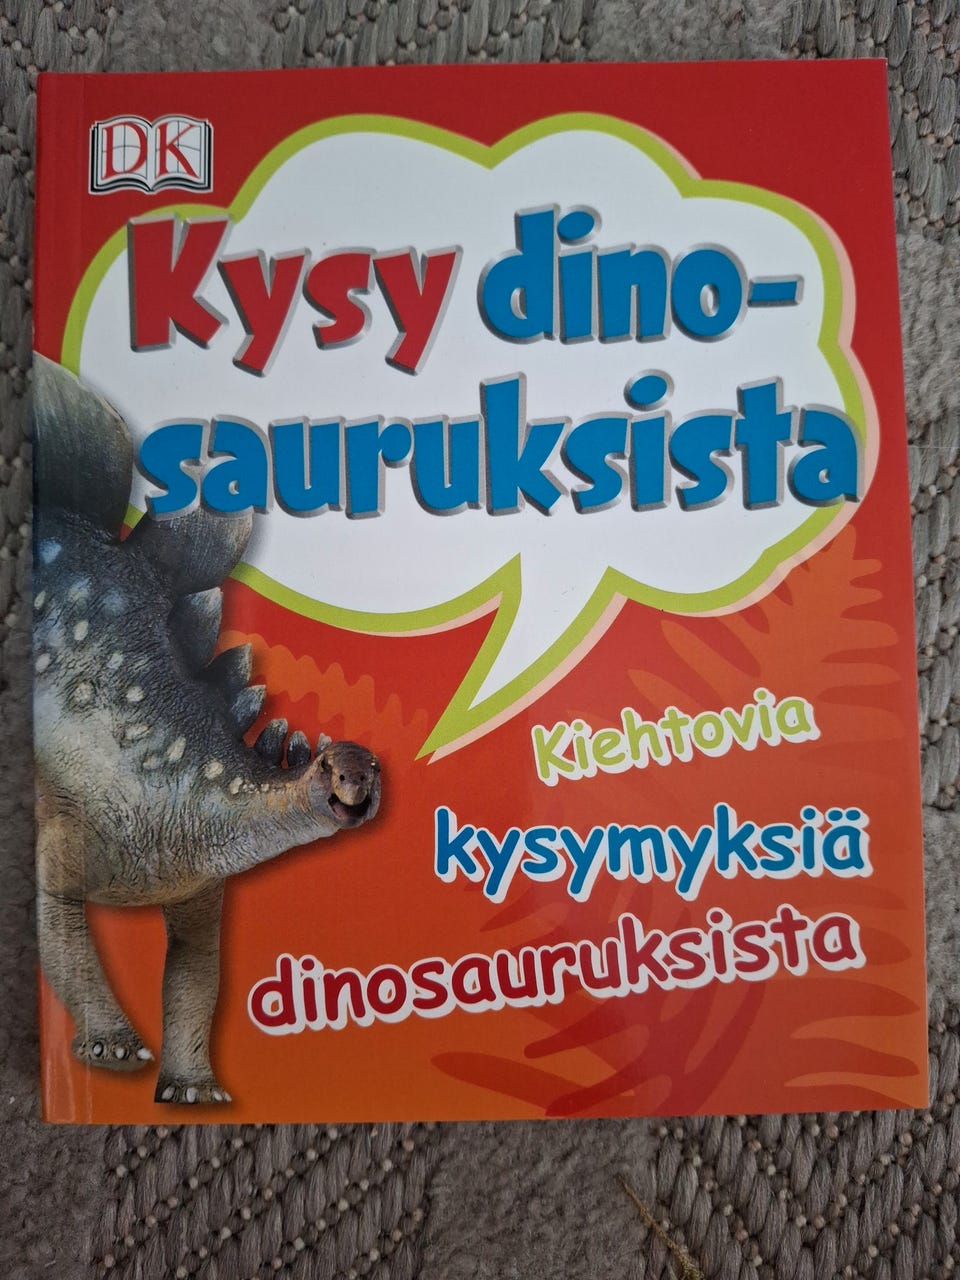 DK
Kysy dino-
sauruksista
Kiehtovia
kysymyksiä
dinosauruksista